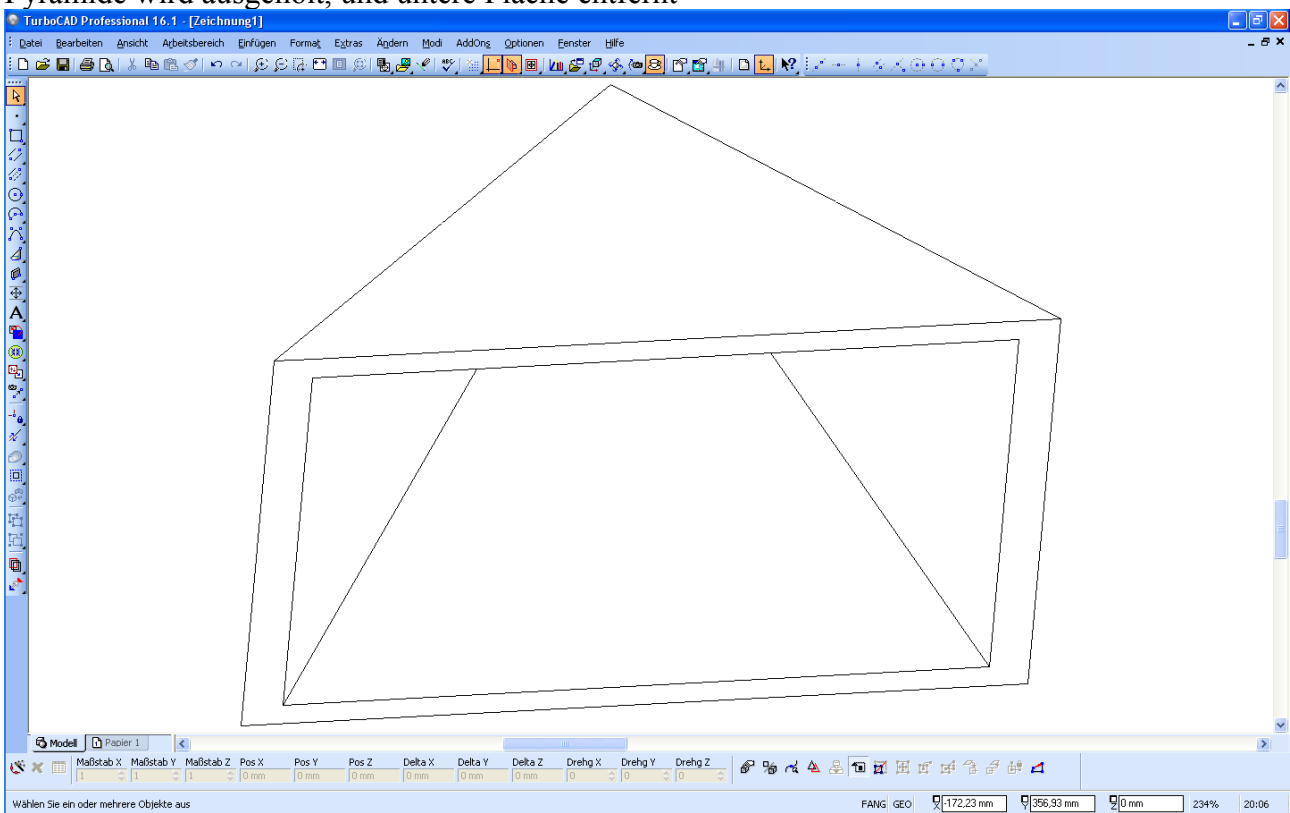 Pyramide wird ausgehölt, und untere Fläche entfernt
TurboCAD Professional 16.1 - [Zeichnung1]
Datei Bearbeiten Ansicht Arbeitsbereich Einfügen Format Extras Ändern Modi AddOns Optionen Fenster Hilfe
Modell Papier 1
Maßstab X Maßstab Y Maßstab Z Pos X Pos Y Pos Z Delta X Delta Y Delta Z Drehg X Drehg Y Drehg Z
1 1 1 0 mm 0 mm 0 mm 0 mm 0 mm 0 mm 0 0 0
Wählen Sie ein oder mehrere Objekte aus FANG GEO X -172,23 mm Y 356,93 mm Z 0 mm 234% 20:06